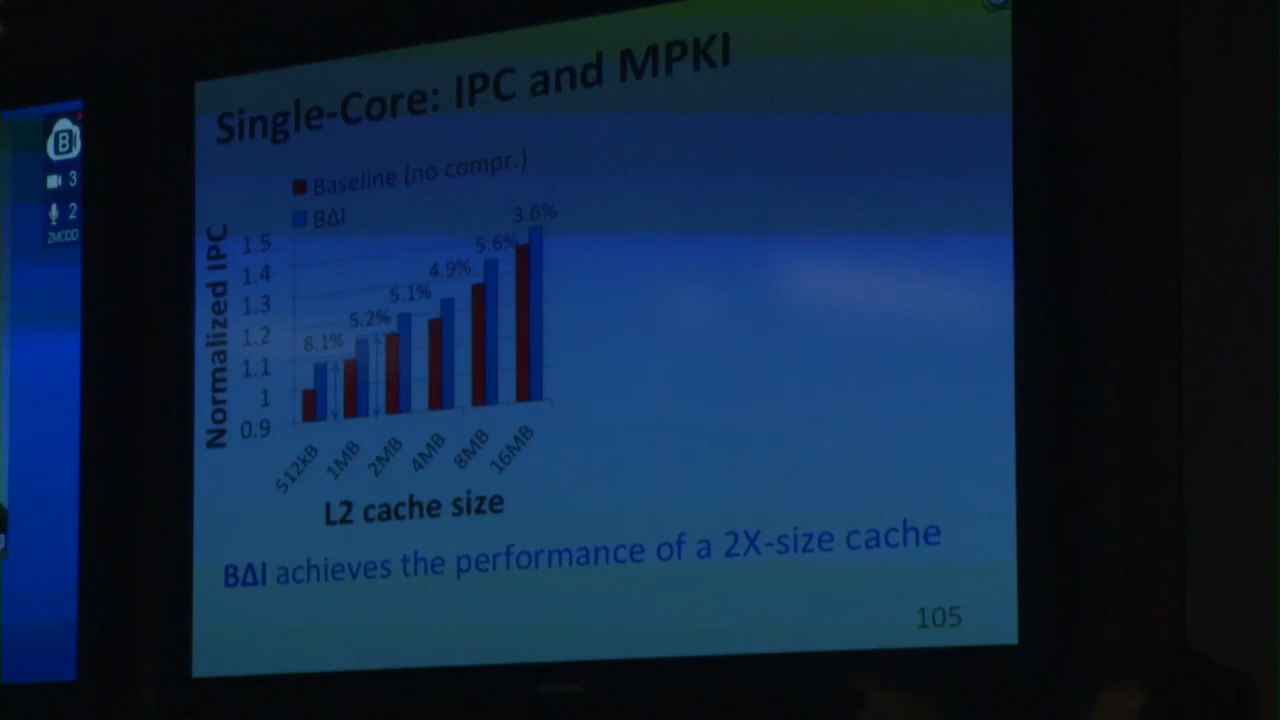 Single-Core: IPC and MPKI
Baseline (no compr.)
BΔI
Normalized IPC
1.5
1.4
1.3
1.2
1.1
1
0.9
8.1%
5.2%
5.1%
4.9%
5.6%
3.6%
512kB
1MB
2MB
4MB
8MB
16MB
L2 cache size
BΔI achieves the performance of a 2X-size cache
105
B
3
2